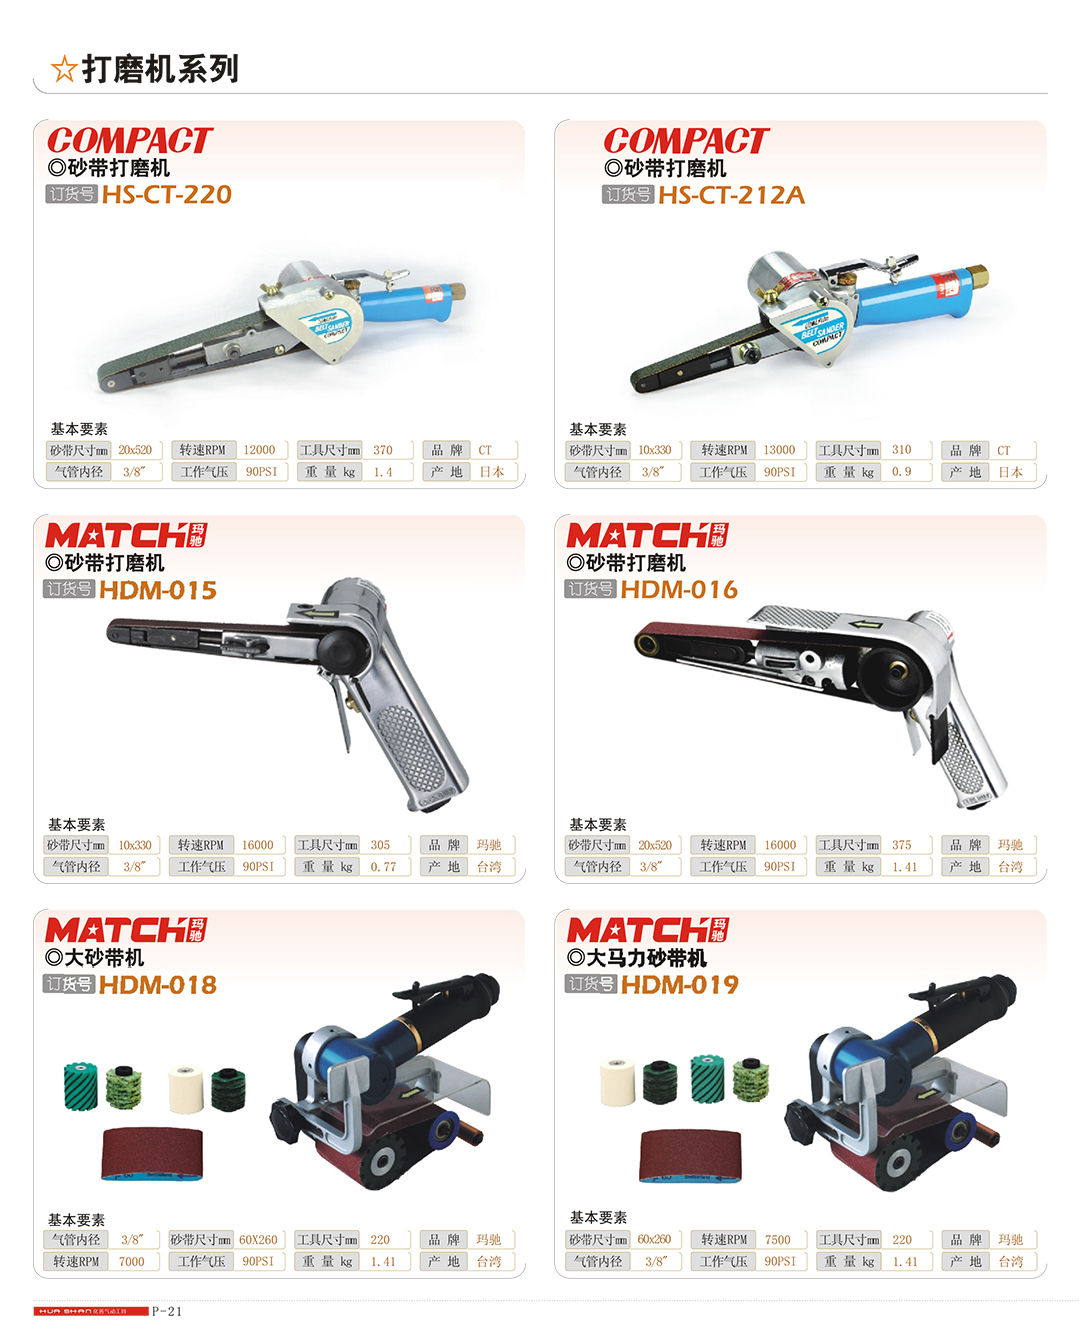 ☆打磨机系列
COMPACT
◎砂带打磨机
订货号 HS-CT-220
BELT SANDER
COMPACT
基本要素
砂带尺寸mm 20x520 转速RPM 12000 工具尺寸mm 370 品 牌 CT
气管内径 3/8″ 工作气压 90PSI 重 量 kg 1.4 产 地 日本
COMPACT
◎砂带打磨机
订货号 HS-CT-212A
BELT SANDER
COMPACT
基本要素
砂带尺寸mm 10x330 转速RPM 13000 工具尺寸mm 310 品 牌 CT
气管内径 3/8″ 工作气压 90PSI 重 量 kg 0.9 产 地 日本
MATCH 玛驰
◎砂带打磨机
订货号 HDM-015
基本要素
砂带尺寸mm 10x330 转速RPM 16000 工具尺寸mm 305 品 牌 玛驰
气管内径 3/8″ 工作气压 90PSI 重 量 kg 0.77 产 地 台湾
MATCH 玛驰
◎砂带打磨机
订货号 HDM-016
基本要素
砂带尺寸mm 20x520 转速RPM 16000 工具尺寸mm 375 品 牌 玛驰
气管内径 3/8″ 工作气压 90PSI 重 量 kg 1.41 产 地 台湾
MATCH 玛驰
◎大砂带机
订货号 HDM-018
基本要素
气管内径 3/8″ 砂带尺寸mm 60X260 工具尺寸mm 220 品 牌 玛驰
转速RPM 7000 工作气压 90PSI 重 量 kg 1.41 产 地 台湾
MATCH 玛驰
◎大马力砂带机
订货号 HDM-019
基本要素
砂带尺寸mm 60x260 转速RPM 7500 工具尺寸mm 220 品 牌 玛驰
气管内径 3/8″ 工作气压 90PSI 重 量 kg 1.41 产 地 台湾
HUA SHAN 气动工具 P-21